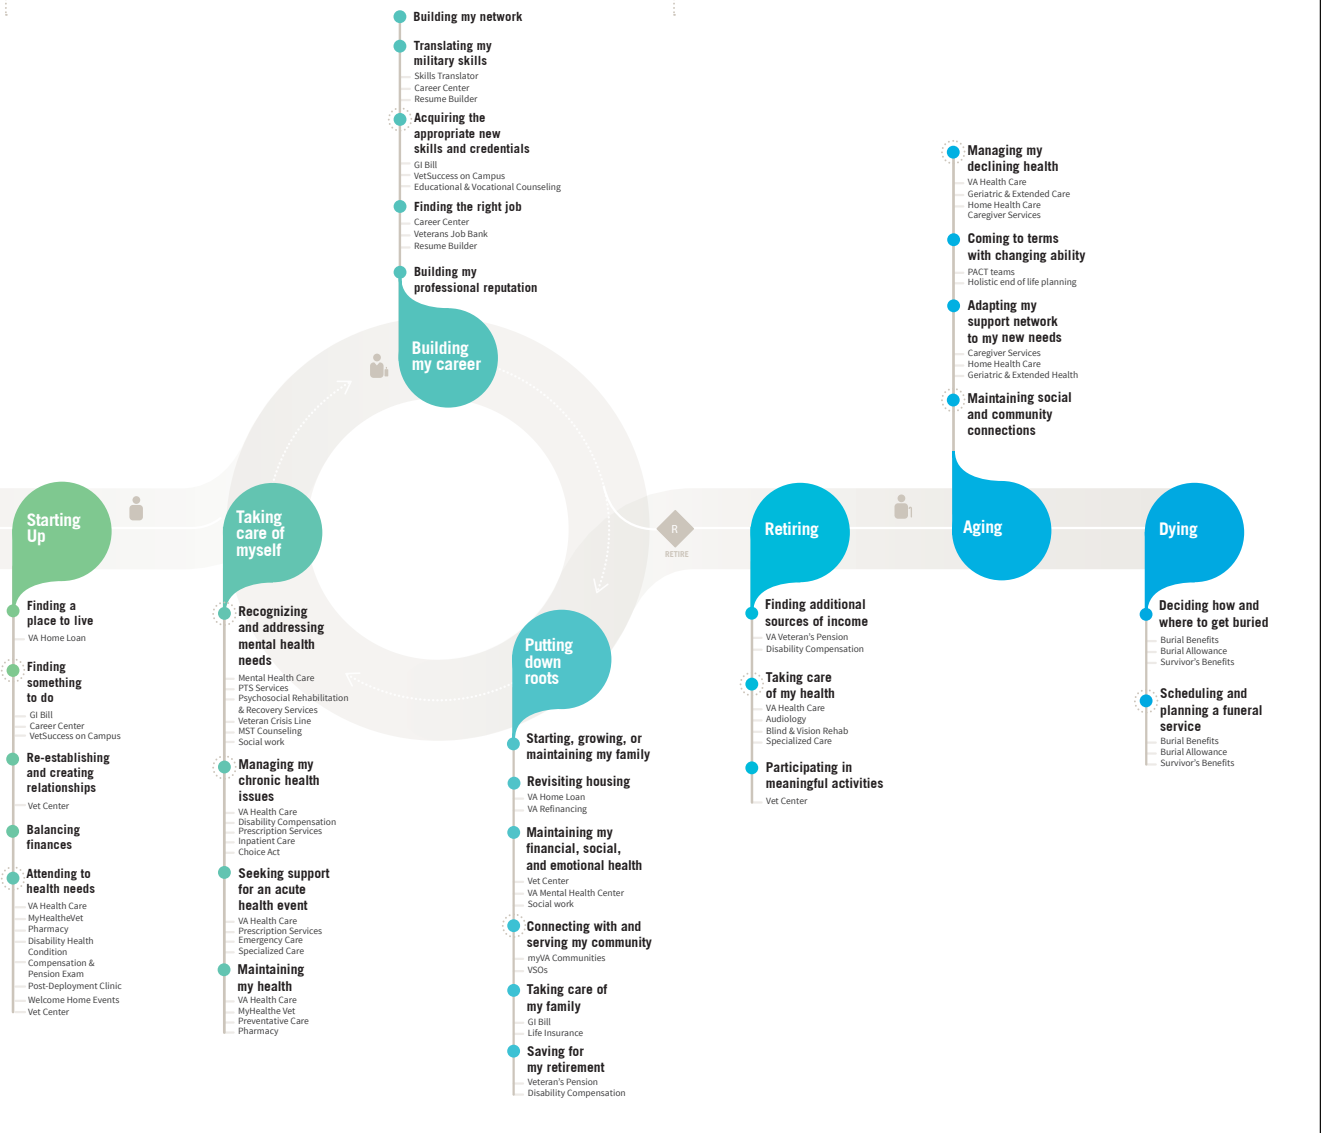 Building my network
Translating my
military skills
Skills Translator
Career Center
Resume Builder
Acquiring the
appropriate new
skills and credentials
GI Bill
VetSuccess on Campus
Educational & Vocational Counseling
Finding the right job
Career Center
Veterans Job Bank
Resume Builder
Building my
professional reputation
Building
my career
Starting
Up
Finding a
place to live
VA Home Loan
Finding
something
to do
GI Bill
Career Center
VetSuccess on Campus
Re-establishing
and creating
relationships
Vet Center
Balancing
finances
Attending to
health needs
VA Health Care
MyHealtheVet
Pharmacy
Disability Health
Condition
Compensation &
Pension Exam
Post-Deployment Clinic
Welcome Home Events
Vet Center
Taking
care of
myself
Recognizing
and addressing
mental health
needs
Mental Health Care
PTS Services
Psychosocial Rehabilitation
& Recovery Services
Veteran Crisis Line
MST Counseling
Social work
Managing my
chronic health
issues
VA Health Care
Disability Compensation
Prescription Services
Inpatient Care
Choice Act
Seeking support
for an acute
health event
VA Health Care
Prescription Services
Emergency Care
Specialized Care
Maintaining
my health
VA Health Care
MyHealthe Vet
Preventative Care
Pharmacy
Putting
down
roots
Starting, growing, or
maintaining my family
Revisiting housing
VA Home Loan
VA Refinancing
Maintaining my
financial, social,
and emotional health
Vet Center
VA Mental Health Center
Social work
Connecting with and
serving my community
myVA Communities
VSOs
Taking care of
my family
GI Bill
Life Insurance
Saving for
my retirement
Veteran's Pension
Disability Compensation
R
RETIRE
Retiring
Finding additional
sources of income
VA Veteran's Pension
Disability Compensation
Taking care
of my health
VA Health Care
Audiology
Blind & Vision Rehab
Specialized Care
Participating in
meaningful activities
Vet Center
Managing my
declining health
VA Health Care
Geriatric & Extended Care
Home Health Care
Caregiver Services
Coming to terms
with changing ability
PACT teams
Holistic end of life planning
Adapting my
support network
to my new needs
Caregiver Services
Home Health Care
Geriatric & Extended Health
Maintaining social
and community
connections
Aging
Dying
Deciding how and
where to get buried
Burial Benefits
Burial Allowance
Survivor's Benefits
Scheduling and
planning a funeral
service
Burial Benefits
Burial Allowance
Survivor's Benefits